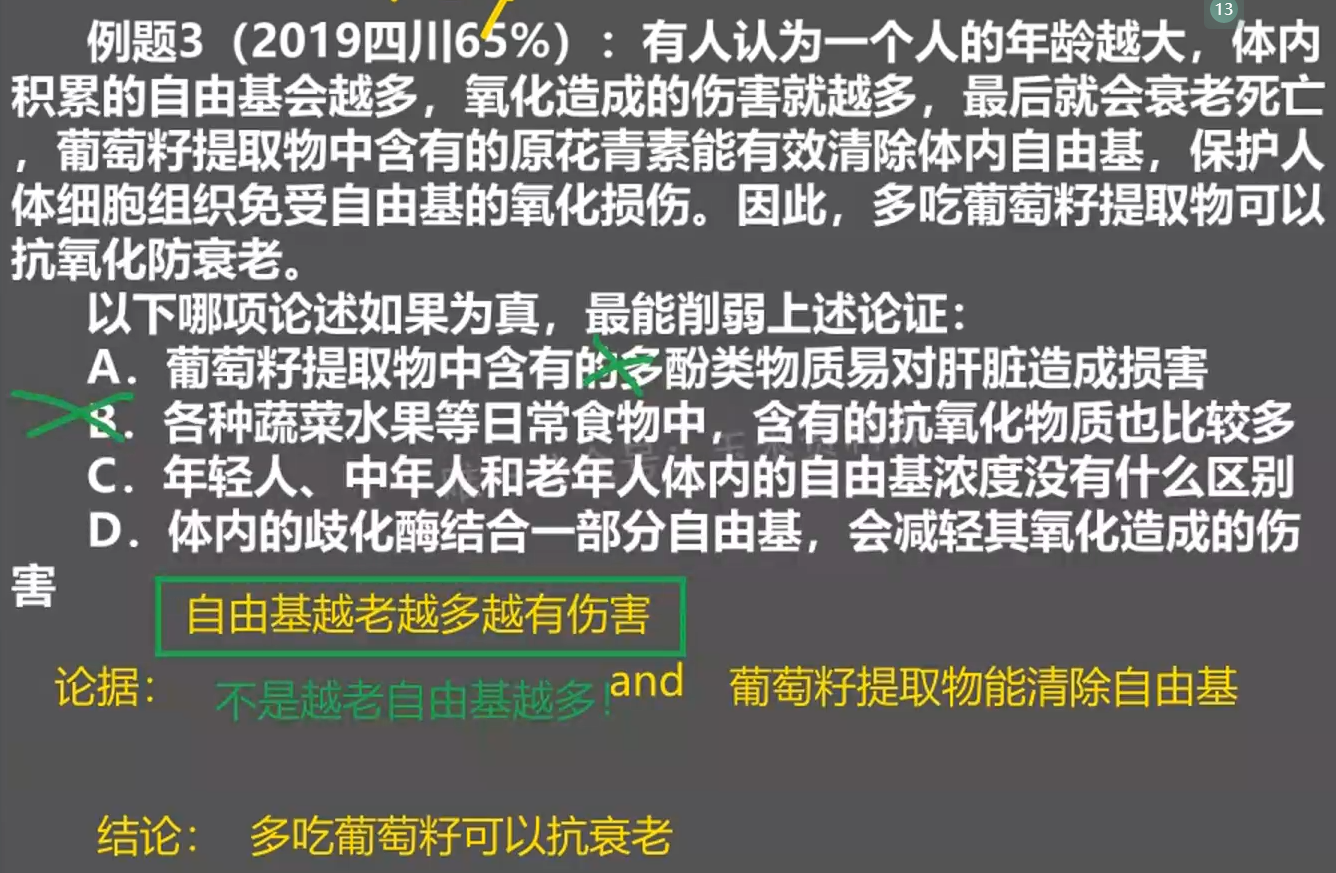 13
例题3（2019四川65%）：有人认为一个人的年龄越大，体内
积累的自由基会越多，氧化造成的伤害就越多，最后就会衰老死亡
，葡萄籽提取物中含有的原花青素能有效清除体内自由基，保护人
体细胞组织免受自由基的氧化损伤。因此，多吃葡萄籽提取物可以
抗氧化防衰老。
以下哪项论述如果为真，最能削弱上述论证：
A．葡萄籽提取物中含有的多酚类物质易对肝脏造成损害
B．各种蔬菜水果等日常食物中，含有的抗氧化物质也比较多
C．年轻人、中年人和老年人体内的自由基浓度没有什么区别
D．体内的歧化酶结合一部分自由基，会减轻其氧化造成的伤
害
自由基越老越多越有伤害
论据： 不是越老自由基越多！ and 葡萄籽提取物能清除自由基
结论： 多吃葡萄籽可以抗衰老